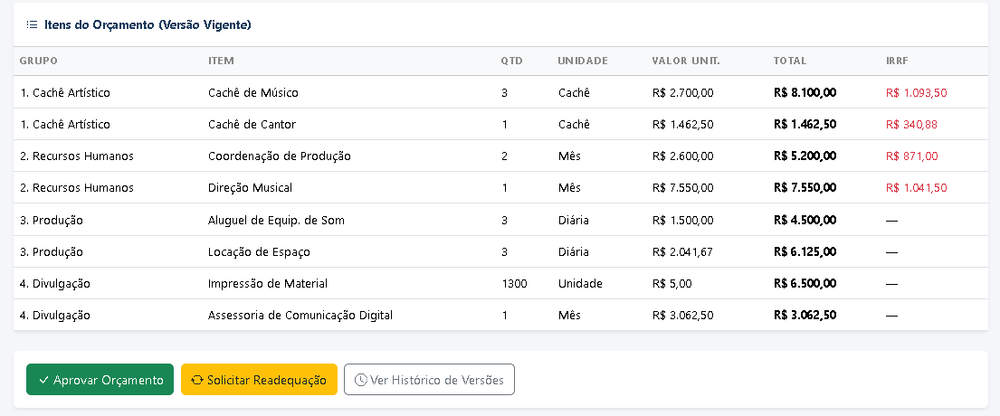 Itens do Orçamento (Versão Vigente)
GRUPO ITEM QTD UNIDADE VALOR UNIT. TOTAL IRRF
1. Cachê Artístico Cachê de Músico 3 Cachê R$ 2.700,00 R$ 8.100,00 R$ 1.093,50
1. Cachê Artístico Cachê de Cantor 1 Cachê R$ 1.462,50 R$ 1.462,50 R$ 340,88
2. Recursos Humanos Coordenação de Produção 2 Mês R$ 2.600,00 R$ 5.200,00 R$ 871,00
2. Recursos Humanos Direção Musical 1 Mês R$ 7.550,00 R$ 7.550,00 R$ 1.041,50
3. Produção Aluguel de Equip. de Som 3 Diária R$ 1.500,00 R$ 4.500,00 —
3. Produção Locação de Espaço 3 Diária R$ 2.041,67 R$ 6.125,00 —
4. Divulgação Impressão de Material 1300 Unidade R$ 5,00 R$ 6.500,00 —
4. Divulgação Assessoria de Comunicação Digital 1 Mês R$ 3.062,50 R$ 3.062,50 —
Aprovar Orçamento Solicitar Readequação Ver Histórico de Versões